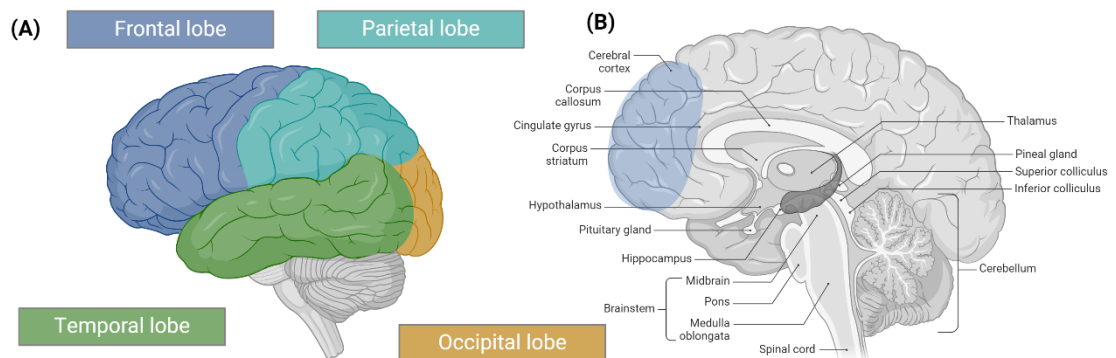 (A)
Frontal lobe
Parietal lobe
Temporal lobe
Occipital lobe
(B)
Cerebral
cortex
Corpus
callosum
Cingulate gyrus
Corpus
striatum
Hypothalamus
Pituitary gland
Hippocampus
Brainstem
Midbrain
Pons
Medulla
oblongata
Spinal cord
Thalamus
Pineal gland
Superior colliculus
Inferior colliculus
Cerebellum